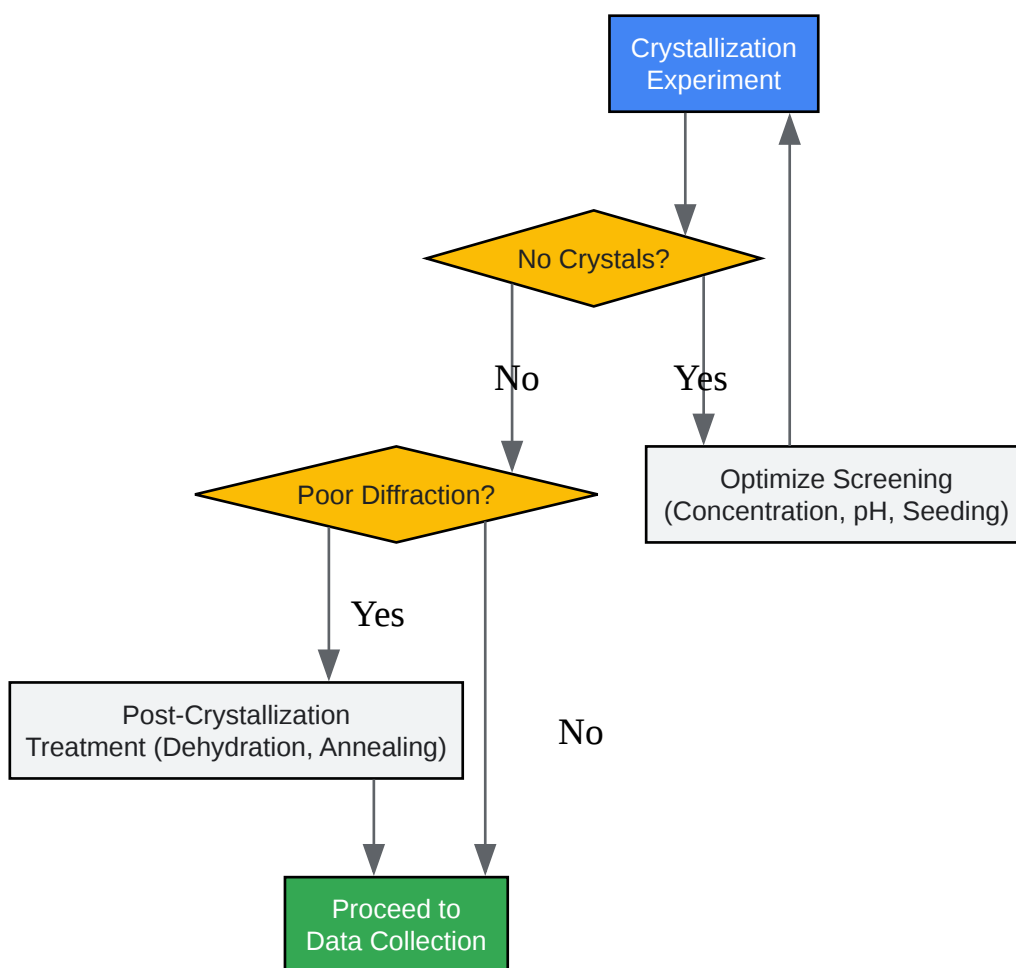 Crystallization
Experiment
No Crystals?
No
Yes
Poor Diffraction?
Optimize Screening
(Concentration, pH, Seeding)
Yes
Post-Crystallization
Treatment (Dehydration, Annealing)
No
Proceed to
Data Collection